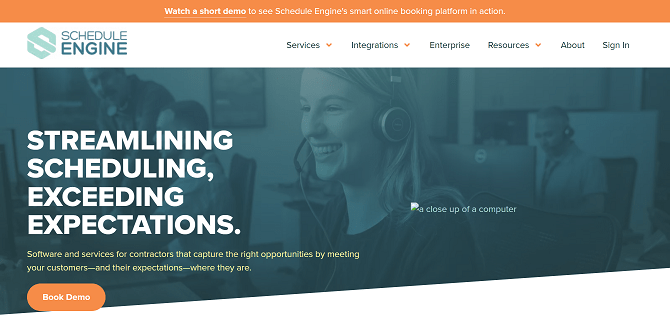 Watch a short demo to see Schedule Engine's smart online booking platform in action.
SCHEDULE
ENGINE
Services Integrations Enterprise Resources About Sign In
STREAMLINING
SCHEDULING,
EXCEEDING
EXPECTATIONS.
a close up of a computer
Software and services for contractors that capture the right opportunities by meeting
your customers—and their expectations—where they are.
Book Demo